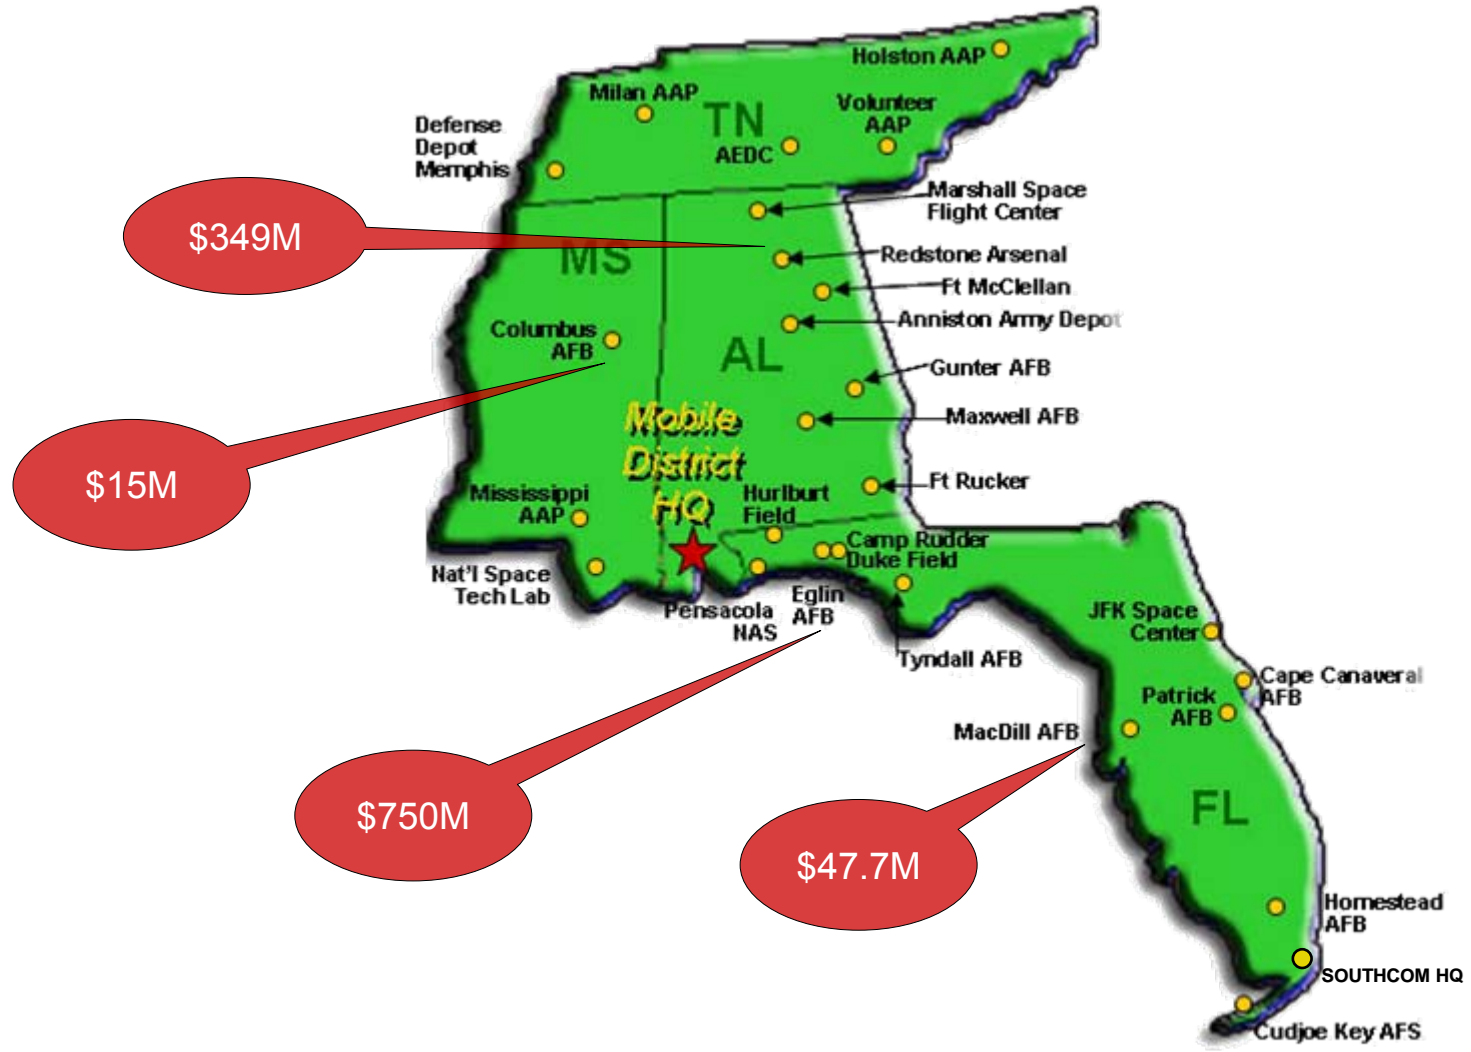 Holston AAP
Milan AAP
TN
Volunteer
AAP
Defense
Depot
Memphis
AEDC
Marshall Space
Flight Center
$349M
MS
Redstone Arsenal
Ft McClellan
Anniston Army Depot
Columbus
AFB
AL
Gunter AFB
Mobile
District
HQ
Maxwell AFB
$15M
Ft Rucker
Mississippi
AAP
Hurlburt
Field
Camp Rudder
Duke Field
Nat'l Space
Tech Lab
Pensacola
NAS
Eglin
AFB
Tyndall AFB
JFK Space
Center
Cape Canaveral
AFB
Patrick
AFB
MacDill AFB
$750M
FL
$47.7M
Homestead
AFB
SOUTHCOM HQ
Cudjoe Key AFS